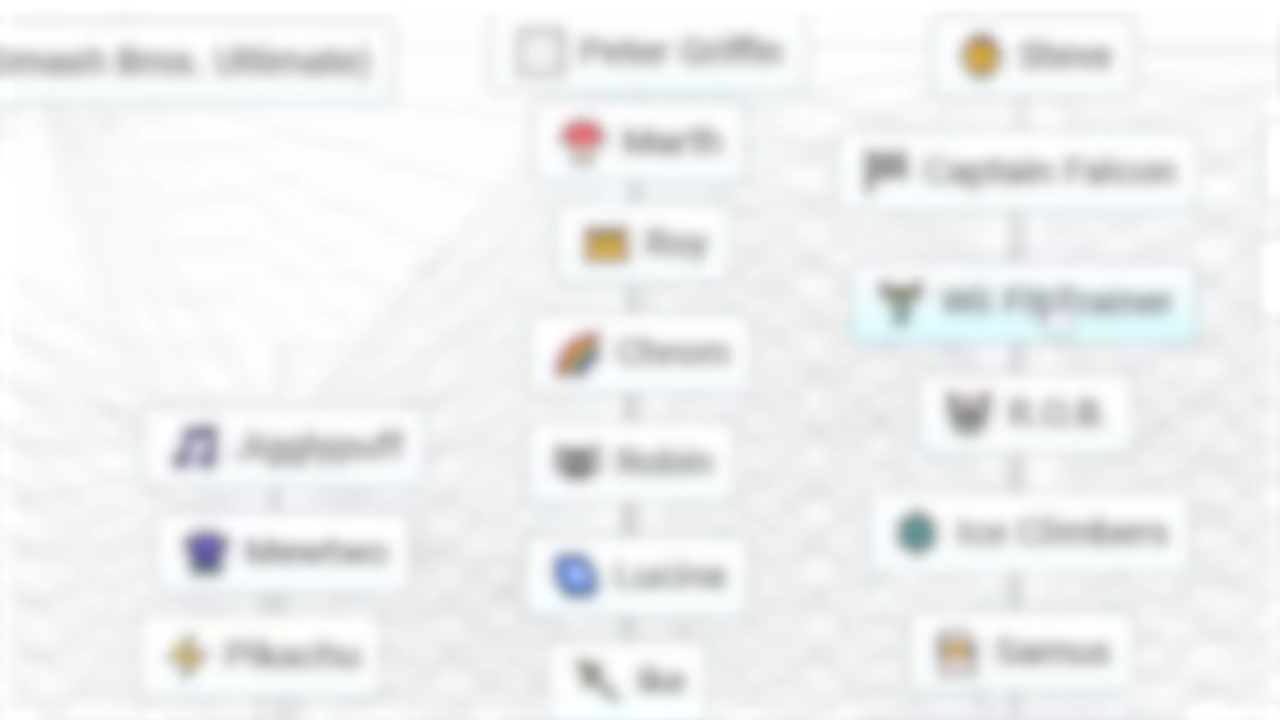 Smash Bros. Ultimate)
Peter Griffin
Steve
Marth
Captain Falcon
Roy
Wii Fit Trainer
Chrom
R.O.B.
Jigglypuff
Robin
Ice Climbers
Mewtwo
Lucina
Samus
Pikachu
Ike